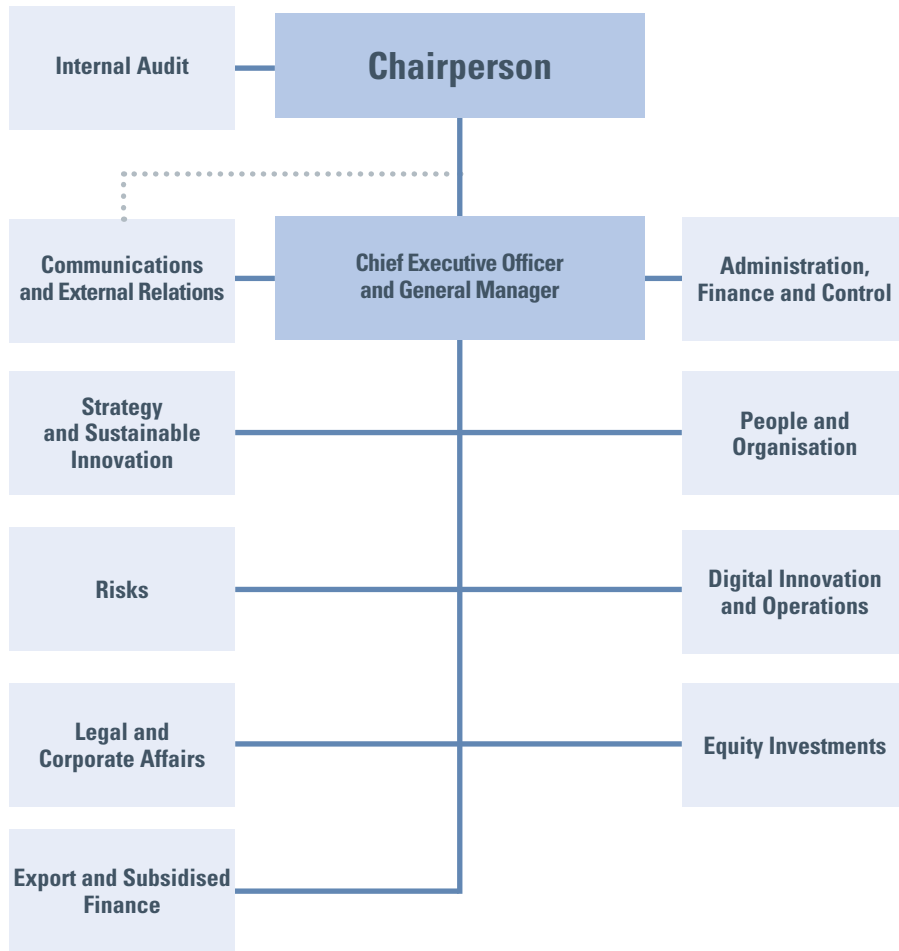 Internal Audit
Chairperson
Communications
and External Relations
Chief Executive Officer
and General Manager
Administration,
Finance and Control
Strategy
and Sustainable
Innovation
People and
Organisation
Risks
Digital Innovation
and Operations
Legal and
Corporate Affairs
Equity Investments
Export and Subsidised
Finance